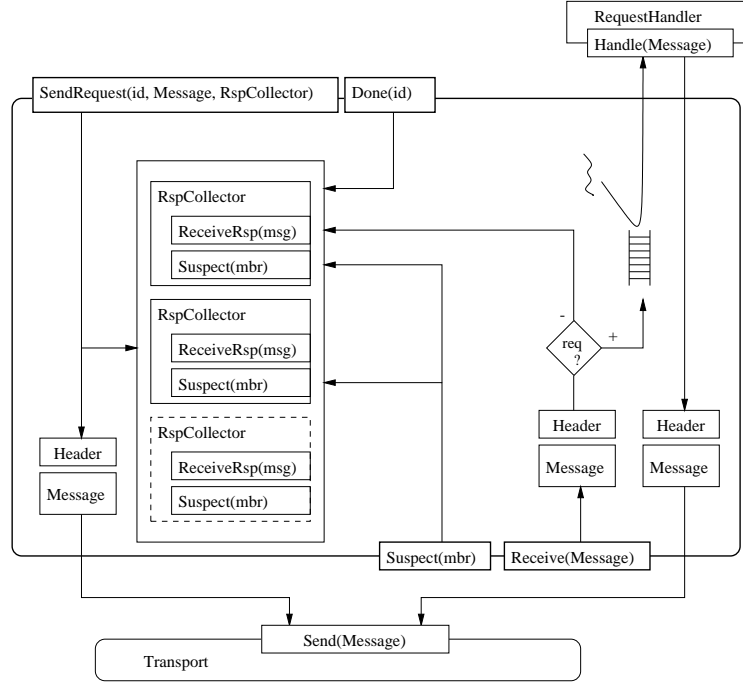 RequestHandler
Handle(Message)
SendRequest(id, Message, RspCollector)
Done(id)
RspCollector
ReceiveRsp(msg)
Suspect(mbr)
RspCollector
ReceiveRsp(msg)
Suspect(mbr)
RspCollector
ReceiveRsp(msg)
Suspect(mbr)
-
+
req
?
Header
Message
Header
Message
Header
Message
Suspect(mbr)
Receive(Message)
Send(Message)
Transport